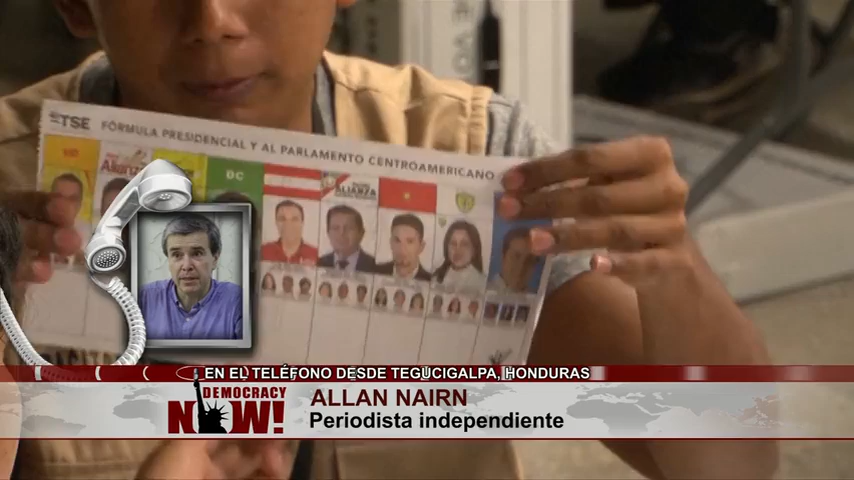 TSE FÓRMULA PRESIDENCIAL Y AL PARLAMENTO CENTROAMERICANO
Alianza
DC
ALIANZA
EN EL TELÉFONO DESDE TEGUCIGALPA, HONDURAS
DEMOCRACY
NOW!
ALLAN NAIRN
Periodista independiente